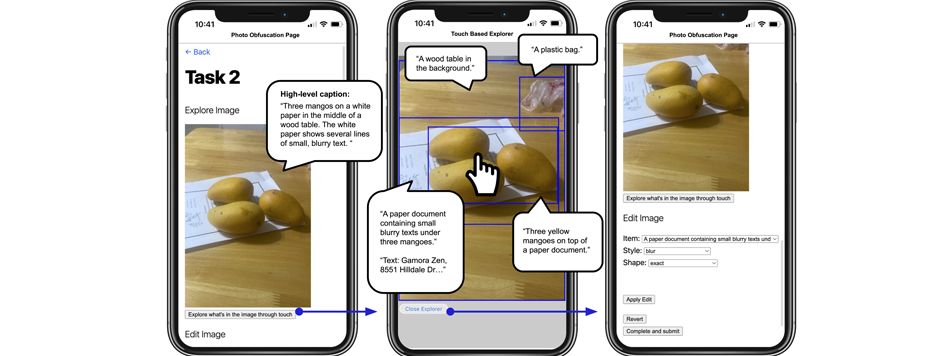 10:41
Photo Obfuscation Page
← Back
Task 2
Explore Image
High-level caption:
“Three mangos on a white
paper in the middle of a
wood table. The white
paper shows several lines
of small, blurry text. ”
Explore what's in the image through touch
Edit Image
10:41
Touch Based Explorer
“A wood table in
the background.”
“A plastic bag.”
“A paper document
containing small
blurry texts under
three mangoes.”
“Text: Gamora Zen,
8551 Hilldale Dr…”
“Three yellow
mangoes on top of
a paper document.”
Close Explorer
10:41
Photo Obfuscation Page
Explore what's in the image through touch
Edit Image
Item: A paper document containing small blurry texts und
Style: blur
Shape: exact
Apply Edit
Revert
Complete and submit